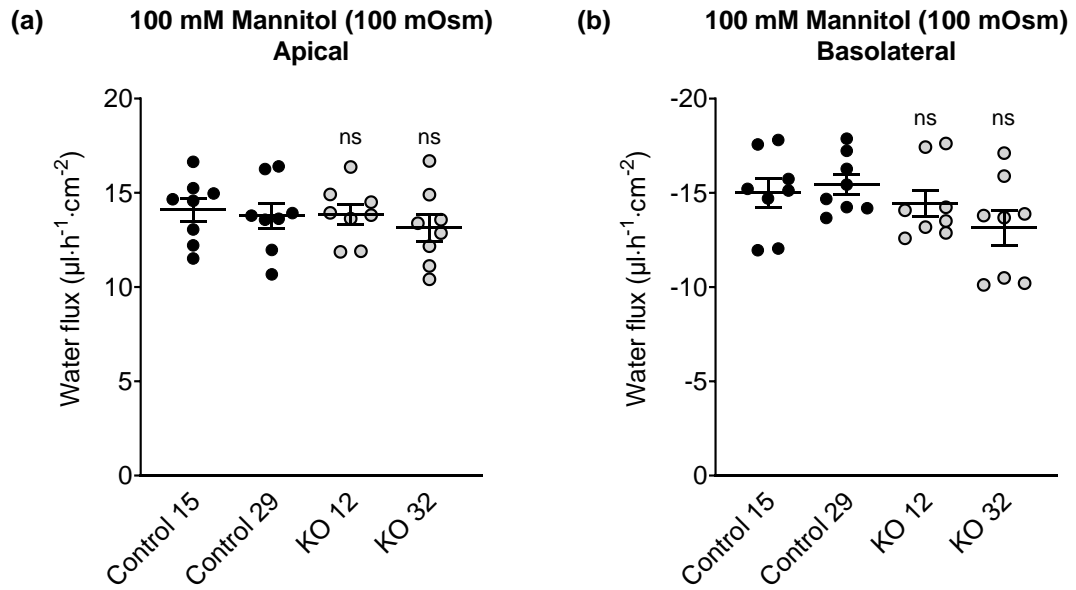 (a)
100 mM Mannitol (100 mOsm)
Apical
Water flux (µl·h⁻¹·cm⁻²)
20
15
10
5
0
ns
ns
Control 15
Control 29
KO 12
KO 32
(b)
100 mM Mannitol (100 mOsm)
Basolateral
Water flux (µl·h⁻¹·cm⁻²)
-20
-15
-10
-5
0
ns
ns
Control 15
Control 29
KO 12
KO 32